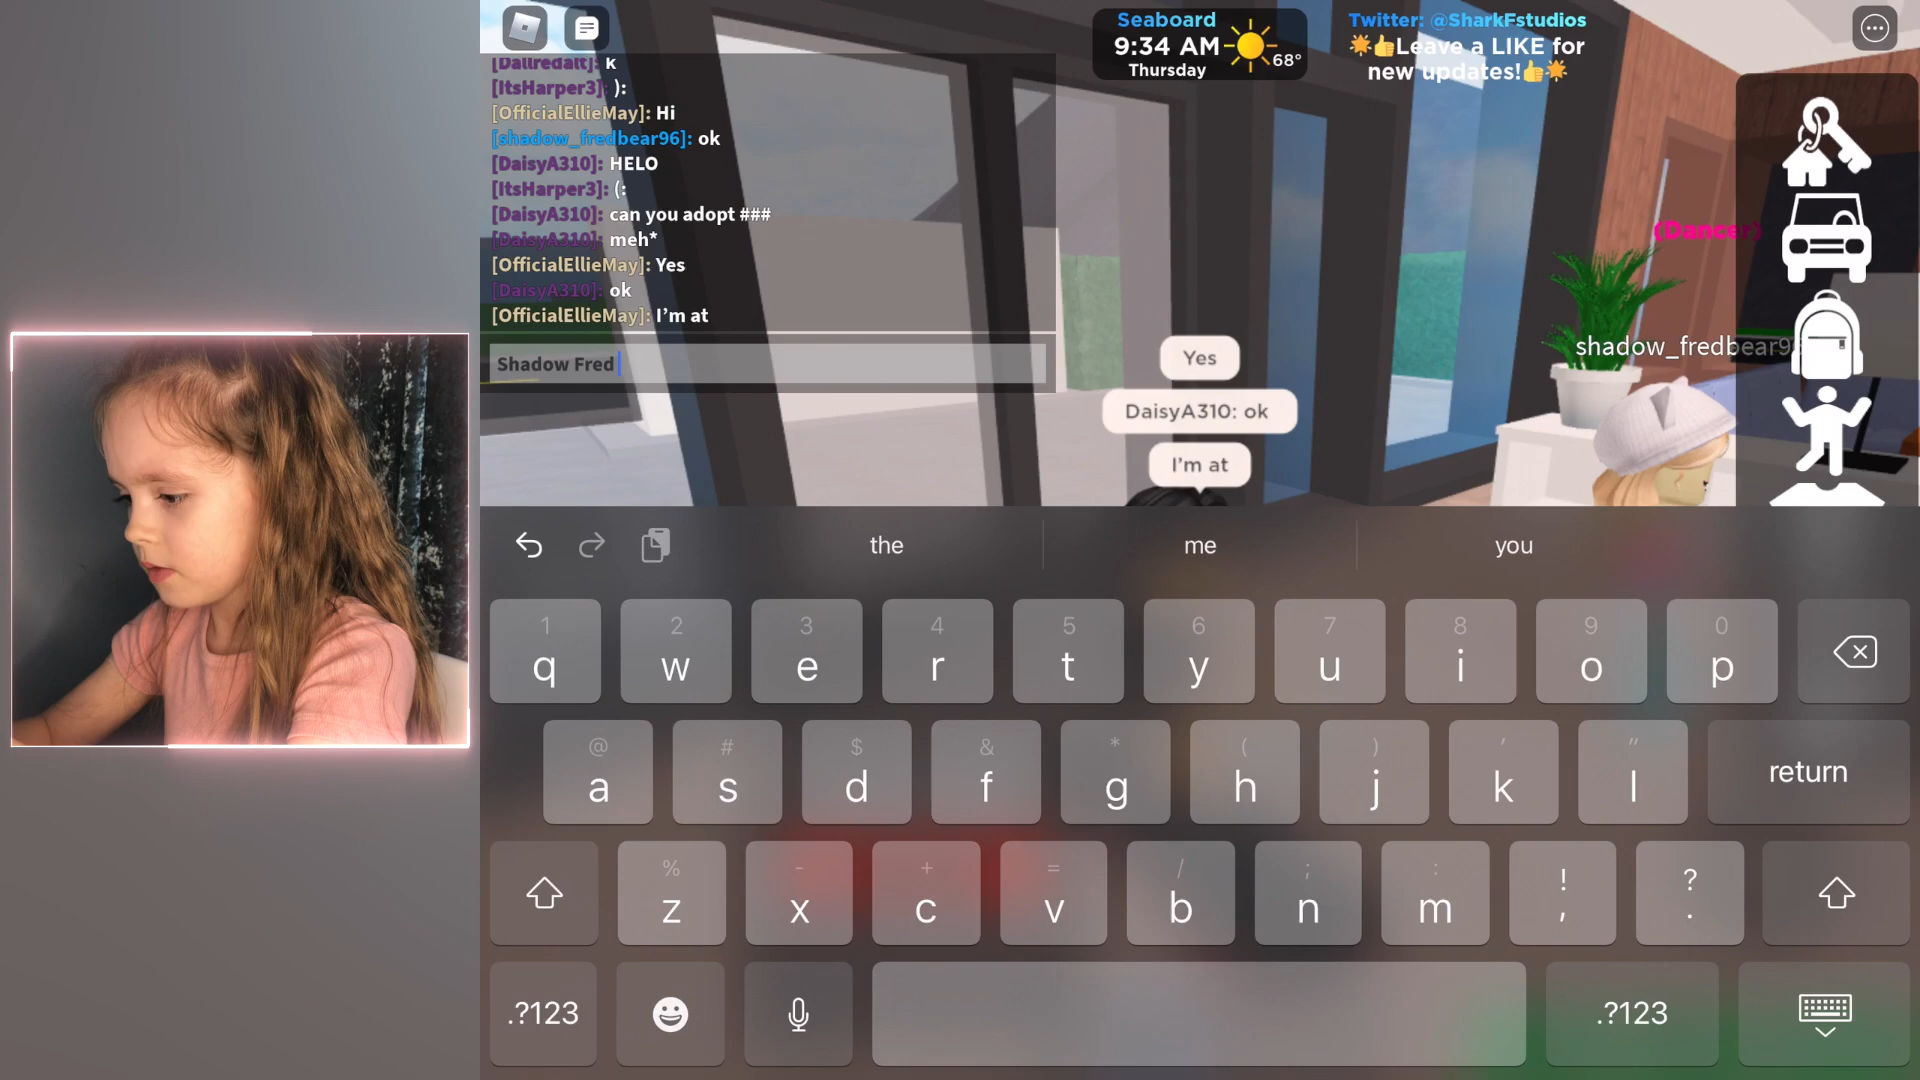 [Dallredalt]: k
[ItsHarper3]: ):
[OfficialEllieMay]: Hi
[shadow_fredbear96]: ok
[DaisyA310]: HELO
[ItsHarper3]: (:
[DaisyA310]: can you adopt ###
[DaisyA310]: meh*
[OfficialEllieMay]: Yes
[DaisyA310]: ok
[OfficialEllieMay]: I’m at
Shadow Fred
Seaboard
9:34 AM
68°
Thursday
Twitter: @SharkFstudios
🌟👍Leave a LIKE for
new updates!👍🌟
(Dancer)
shadow_fredbear96
Yes
DaisyA310: ok
I’m at
the me you
1 2 3 4 5 6 7 8 9 0
q w e r t y u i o p
@ # $ & * ( ) ' "
a s d f g h j k l return
% - + = / ; : ! ?
z x c v b n m , .
.?123 .?123